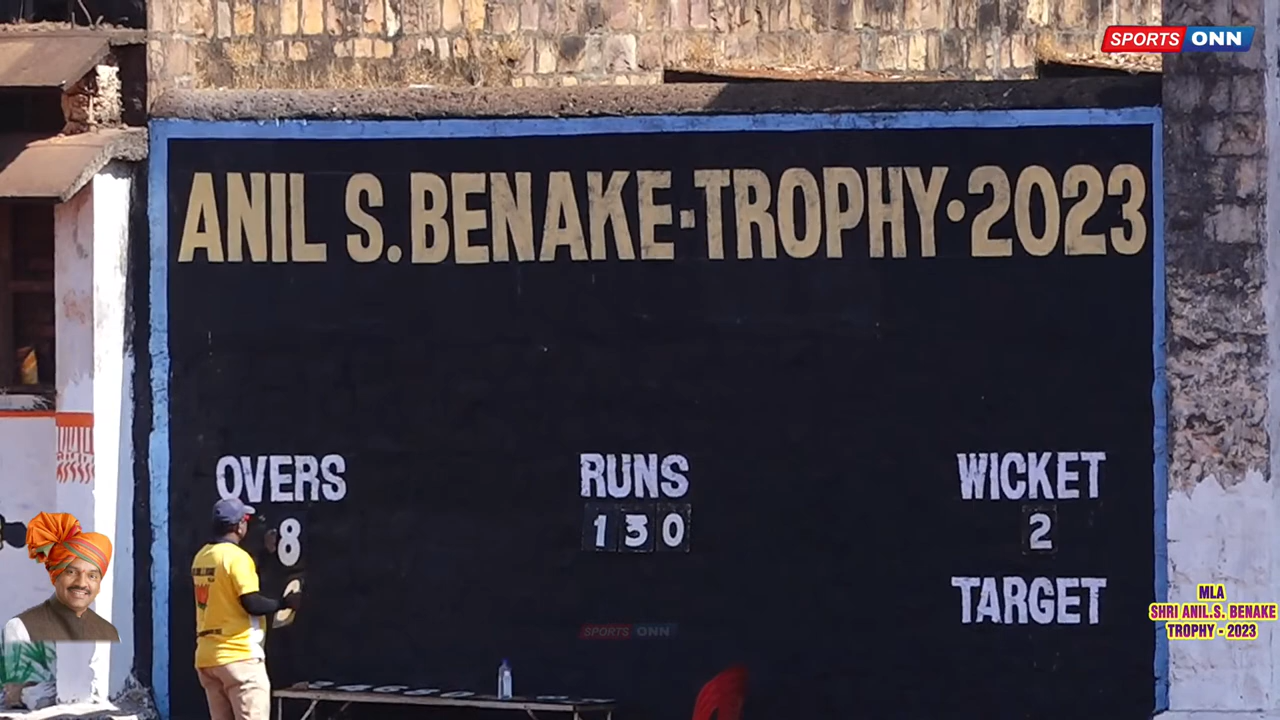 SPORTS ONN
ANIL S. BENAKE-TROPHY•2023
OVERS RUNS WICKET
8 130 2
TARGET
SPORTS ONN
MLA
SHRI ANIL.S. BENAKE
TROPHY - 2023